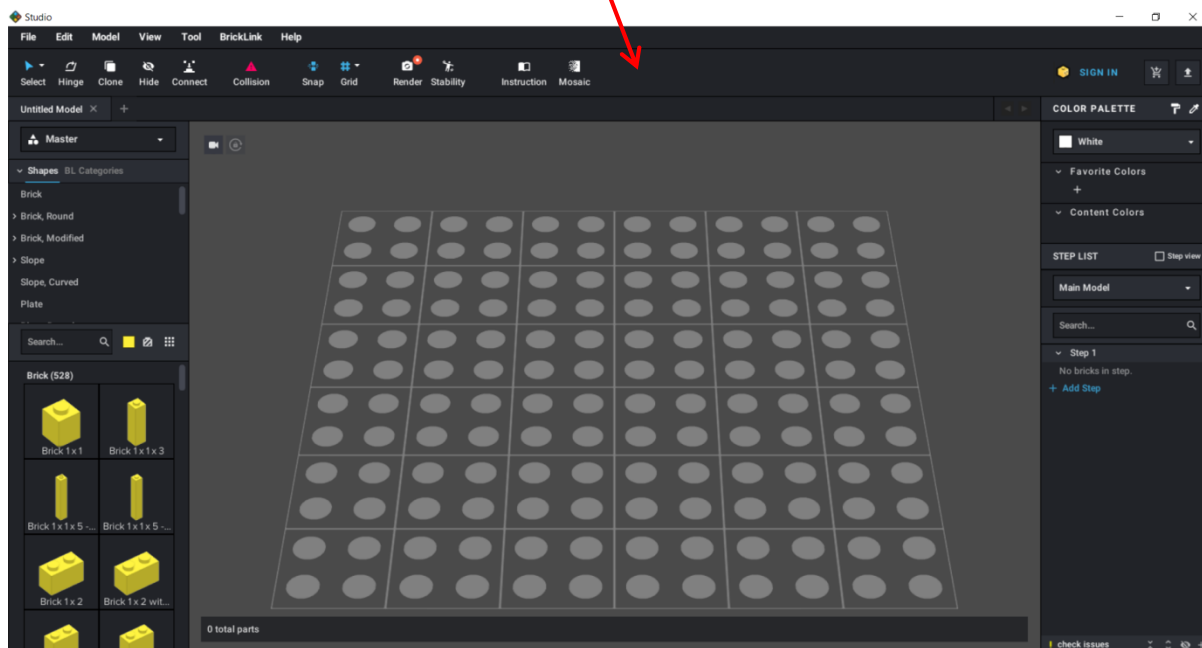 Studio
File Edit Model View Tool BrickLink Help
Select Hinge Clone Hide Connect Collision Snap Grid Render Stability Instruction Mosaic
SIGN IN
Untitled Model × +
COLOR PALETTE
Master
White
Shapes BL Categories
Favorite Colors
+
Brick
Brick, Round
Content Colors
Brick, Modified
Slope
STEP LIST Step view
Slope, Curved
Main Model
Plate
Search...
Search...
Step 1
No bricks in step.
+ Add Step
Brick (528)
Brick 1 x 1 Brick 1 x 1 x 3
Brick 1 x 1 x 5 -... Brick 1 x 1 x 5 -...
Brick 1 x 2 Brick 1 x 2 wit...
0 total parts
check issues